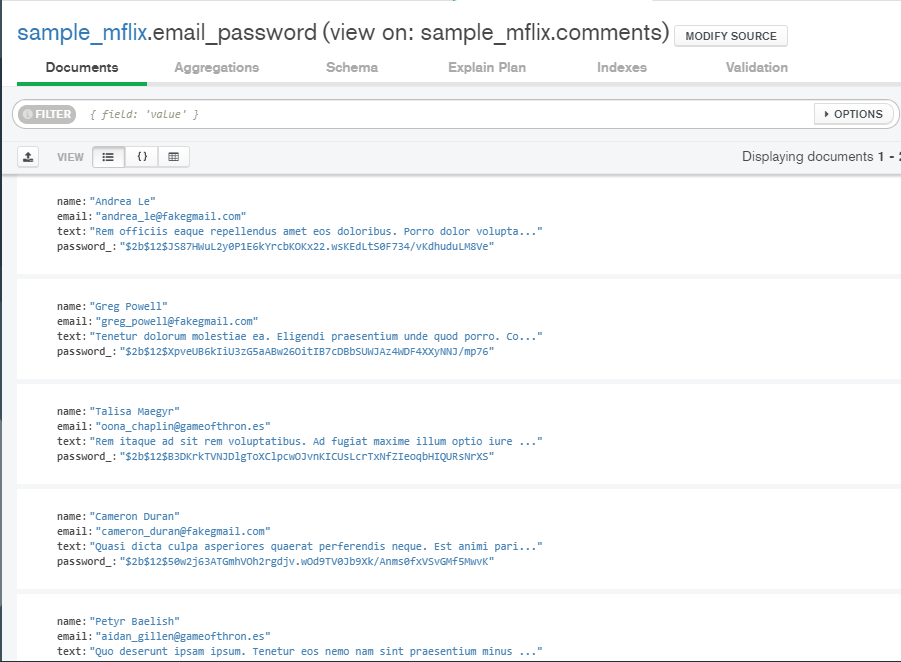 sample_mflix.email_password (view on: sample_mflix.comments) MODIFY SOURCE
Documents Aggregations Schema Explain Plan Indexes Validation
FILTER { field: 'value' } OPTIONS
VIEW { } Displaying documents 1 - 2
name: "Andrea Le"
email: "andrea_le@fakegmail.com"
text: "Rem officiis eaque repellendus amet eos doloribus. Porro dolor volupta..."
password_: "$2b$12$JS87HWuL2y0P1E6kYrcbKOKx22.wsKEdLtS0F734/vKdhuduLM8Ve"
name: "Greg Powell"
email: "greg_powell@fakegmail.com"
text: "Tenetur dolorum molestiae ea. Eligendi praesentium unde quod porro. Co..."
password_: "$2b$12$XpveUB6kIiU3zG5aABw26OitIB7cDBbSUWJAz4WDF4XXyNNJ/mp76"
name: "Talisa Maegyr"
email: "oona_chaplin@gameofthron.es"
text: "Rem itaque ad sit rem voluptatibus. Ad fugiat maxime illum optio iure ..."
password_: "$2b$12$B3DKrkTVNJDlgToXClpcwOJvnKICUsLcrTxNfZIeoqbHIQURsNrXS"
name: "Cameron Duran"
email: "cameron_duran@fakegmail.com"
text: "Quasi dicta culpa asperiores quaerat perferendis neque. Est animi pari..."
password_: "$2b$12$50w2j63ATGmhVOh2rgdjv.wOd9TV0Jb9Xk/Anms0fxVSvGMf5MwvK"
name: "Petyr Baelish"
email: "aidan_gillen@gameofthron.es"
text: "Quo deserunt ipsam ipsum. Tenetur eos nemo nam sint praesentium minus ..."